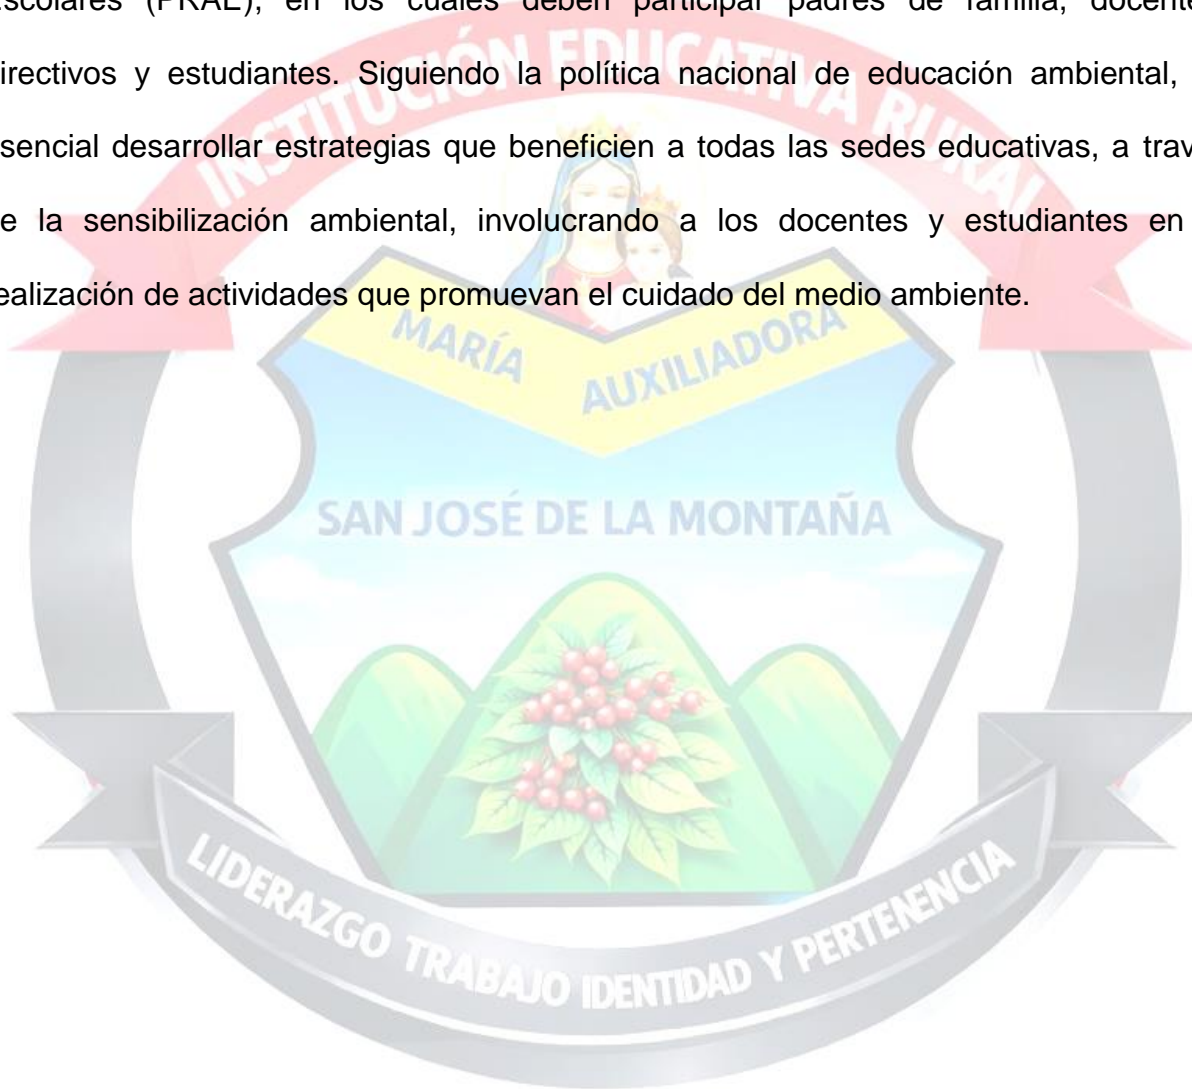 scolares (PRAE), en los cuales deben participar padres de familia, docente
irectivos y estudiantes. Siguiendo la política nacional de educación ambiental,
sencial desarrollar estrategias que beneficien a todas las sedes educativas, a trav
e la sensibilización ambiental, involucrando a los docentes y estudiantes en
ealización de actividades que promuevan el cuidado del medio ambiente.
INSTITUCIÓN EDUCATIVA RURAL
MARÍA AUXILIADORA
SAN JOSÉ DE LA MONTAÑA
LIDERAZGO TRABAJO IDENTIDAD Y PERTENENCIA